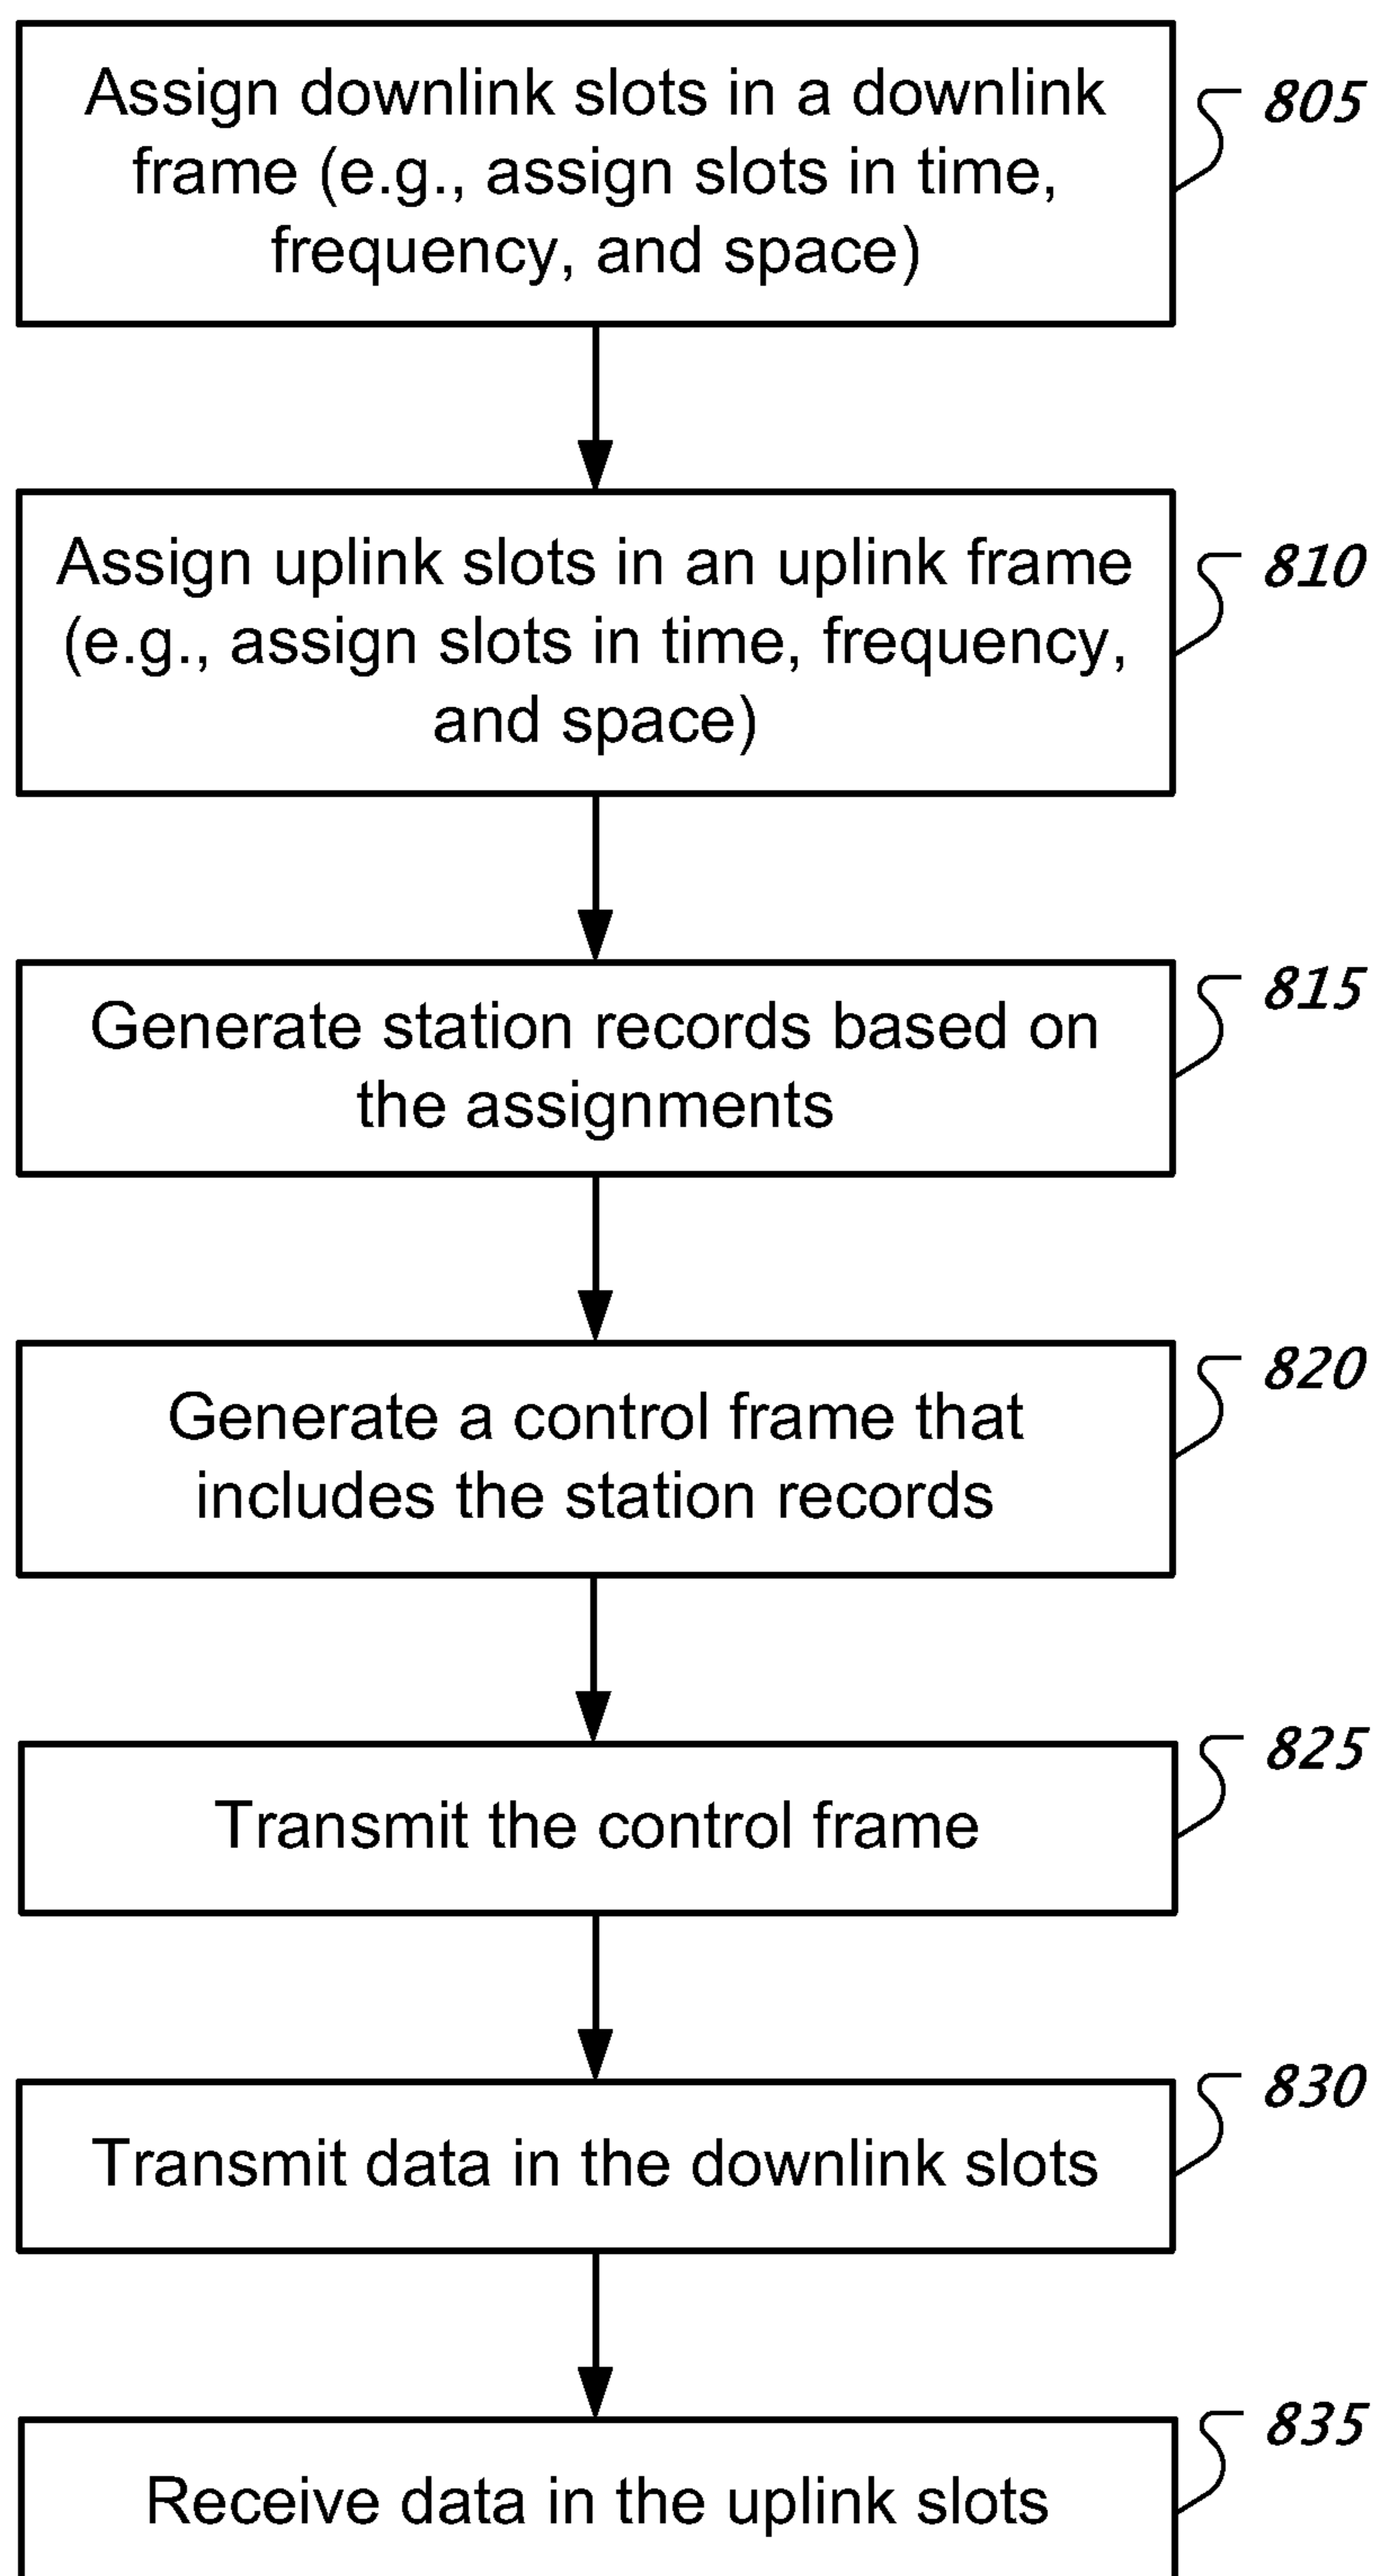 Assign downlink slots in a downlink
frame (e.g., assign slots in time,
frequency, and space)
805
Assign uplink slots in an uplink frame
(e.g., assign slots in time, frequency,
and space)
810
Generate station records based on
the assignments
815
Generate a control frame that
includes the station records
820
Transmit the control frame
825
Transmit data in the downlink slots
830
Receive data in the uplink slots
835